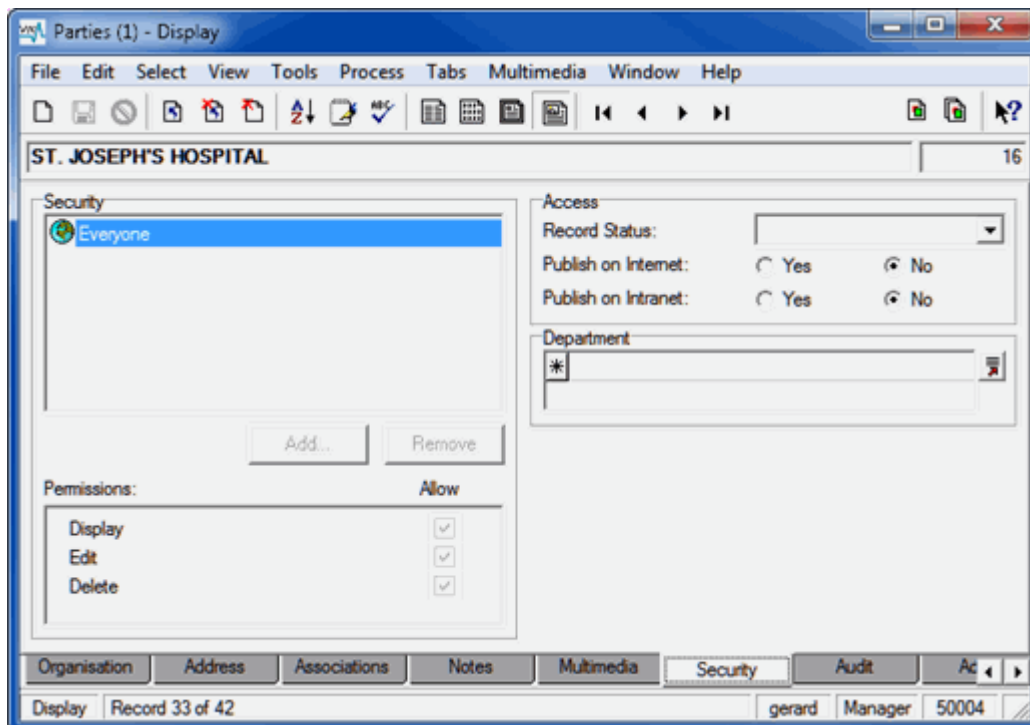 Parties (1) - Display
File Edit Select View Tools Process Tabs Multimedia Window Help
ST. JOSEPH'S HOSPITAL 16
Security
Everyone
Add... Remove
Permissions: Allow
Display
Edit
Delete
Access
Record Status:
Publish on Internet: Yes No
Publish on Intranet: Yes No
Department
Organisation Address Associations Notes Multimedia Security Audit
Display Record 33 of 42 gerard Manager 50004